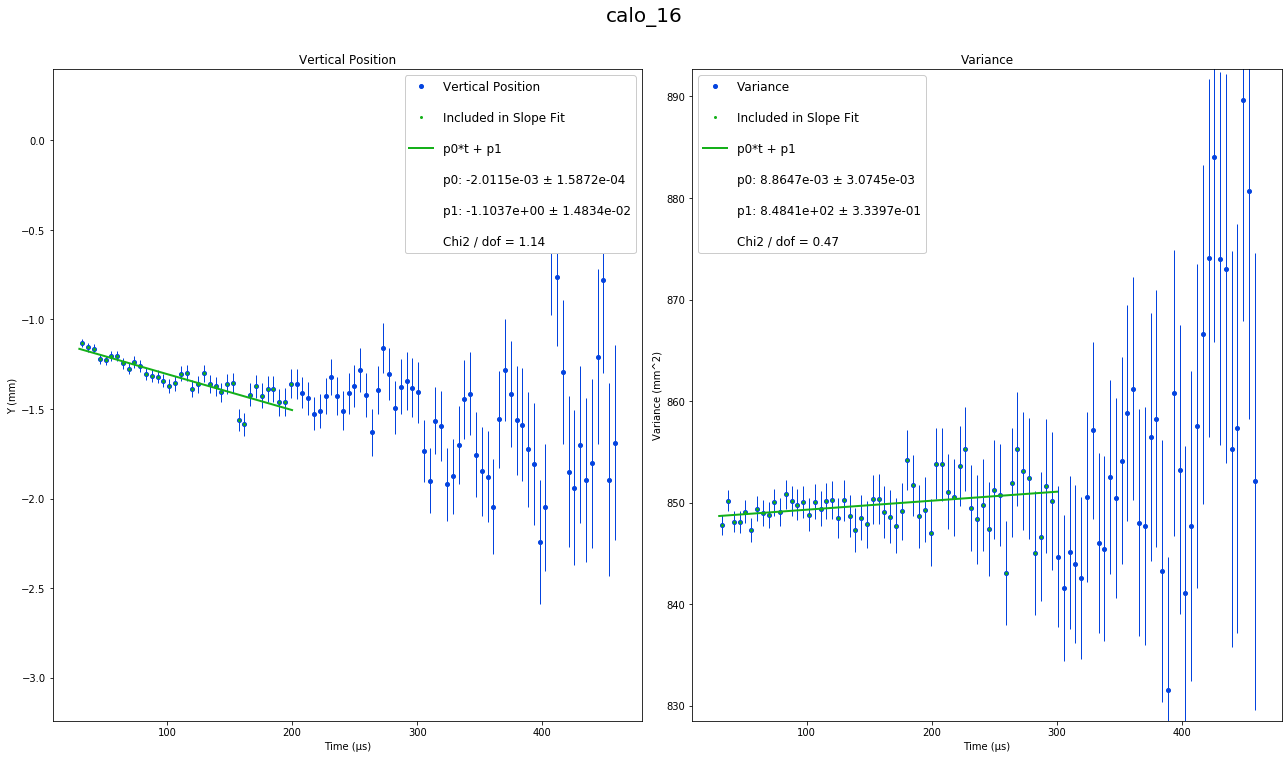 calo_16
Vertical Position
Vertical Position
Included in Slope Fit
p0*t + p1
p0: -2.0115e-03 ± 1.5872e-04
p1: -1.1037e+00 ± 1.4834e-02
Chi2 / dof = 1.14
0.0
−0.5
−1.0
−1.5
−2.0
−2.5
−3.0
Y (mm)
100
200
300
400
Time (µs)
Variance
Variance
Included in Slope Fit
p0*t + p1
p0: 8.8647e-03 ± 3.0745e-03
p1: 8.4841e+02 ± 3.3397e-01
Chi2 / dof = 0.47
890
880
870
860
850
840
830
Variance (mm^2)
100
200
300
400
Time (µs)